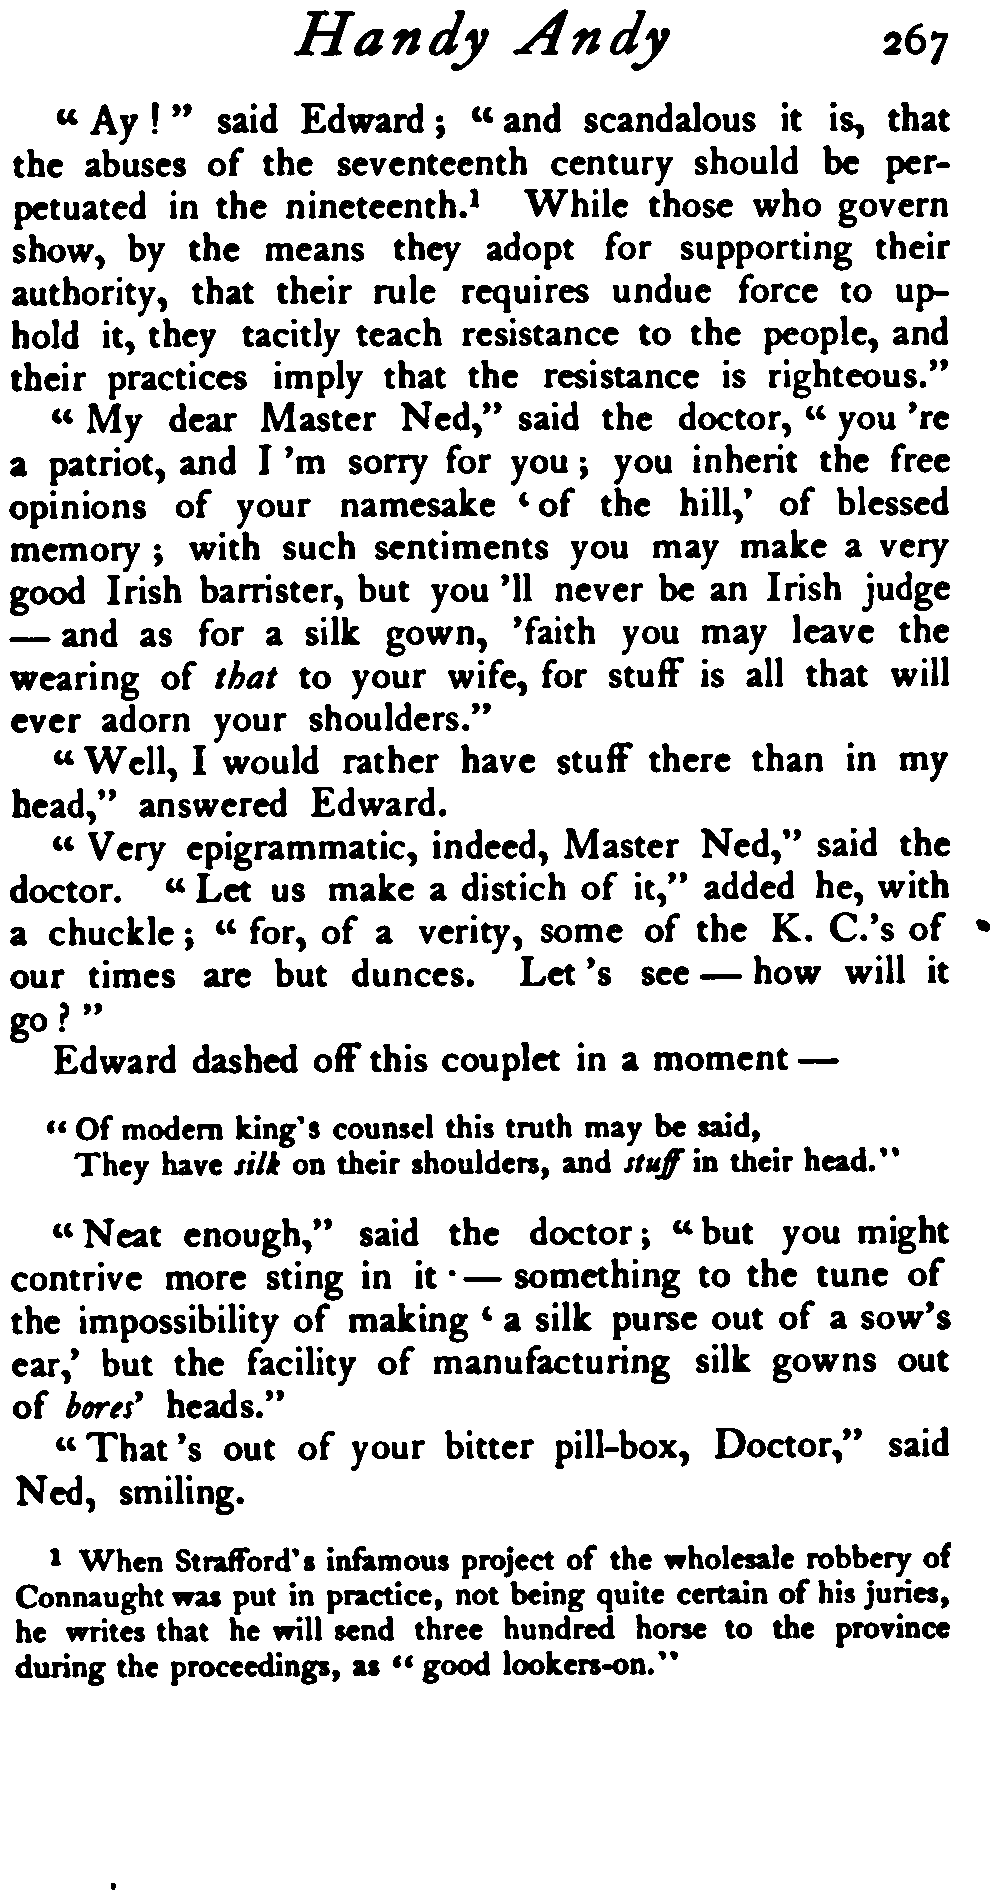 Handy Andy 267
“ Ay ! ” said Edward ; “ and scandalous it is, that
the abuses of the seventeenth century should be per-
petuated in the nineteenth.¹ While those who govern
show, by the means they adopt for supporting their
authority, that their rule requires undue force to up-
hold it, they tacitly teach resistance to the people, and
their practices imply that the resistance is righteous.”
“ My dear Master Ned,” said the doctor, “ you ’re
a patriot, and I ’m sorry for you ; you inherit the free
opinions of your namesake ‘ of the hill,’ of blessed
memory ; with such sentiments you may make a very
good Irish barrister, but you ’ll never be an Irish judge
— and as for a silk gown, ’faith you may leave the
wearing of that to your wife, for stuff is all that will
ever adorn your shoulders.”
“ Well, I would rather have stuff there than in my
head,” answered Edward.
“ Very epigrammatic, indeed, Master Ned,” said the
doctor. “ Let us make a distich of it,” added he, with
a chuckle ; “ for, of a verity, some of the K. C.’s of
our times are but dunces. Let ’s see — how will it
go ? ”
Edward dashed off this couplet in a moment —
“ Of modern king’s counsel this truth may be said,
They have silk on their shoulders, and stuff in their head.”
“ Neat enough,” said the doctor ; “ but you might
contrive more sting in it · — something to the tune of
the impossibility of making ‘ a silk purse out of a sow’s
ear,’ but the facility of manufacturing silk gowns out
of bores’ heads.”
“ That ’s out of your bitter pill-box, Doctor,” said
Ned, smiling.
¹ When Strafford’s infamous project of the wholesale robbery of
Connaught was put in practice, not being quite certain of his juries,
he writes that he will send three hundred horse to the province
during the proceedings, as “ good lookers-on.”